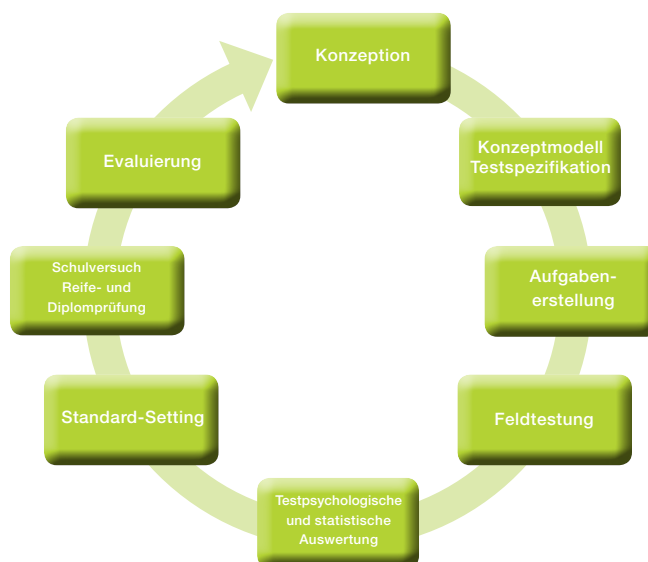 Konzeption
Konzeptmodell
Testspezifikation
Aufgaben-
erstellung
Feldtestung
Testpsychologische
und statistische
Auswertung
Standard-Setting
Schulversuch
Reife- und
Diplomprüfung
Evaluierung